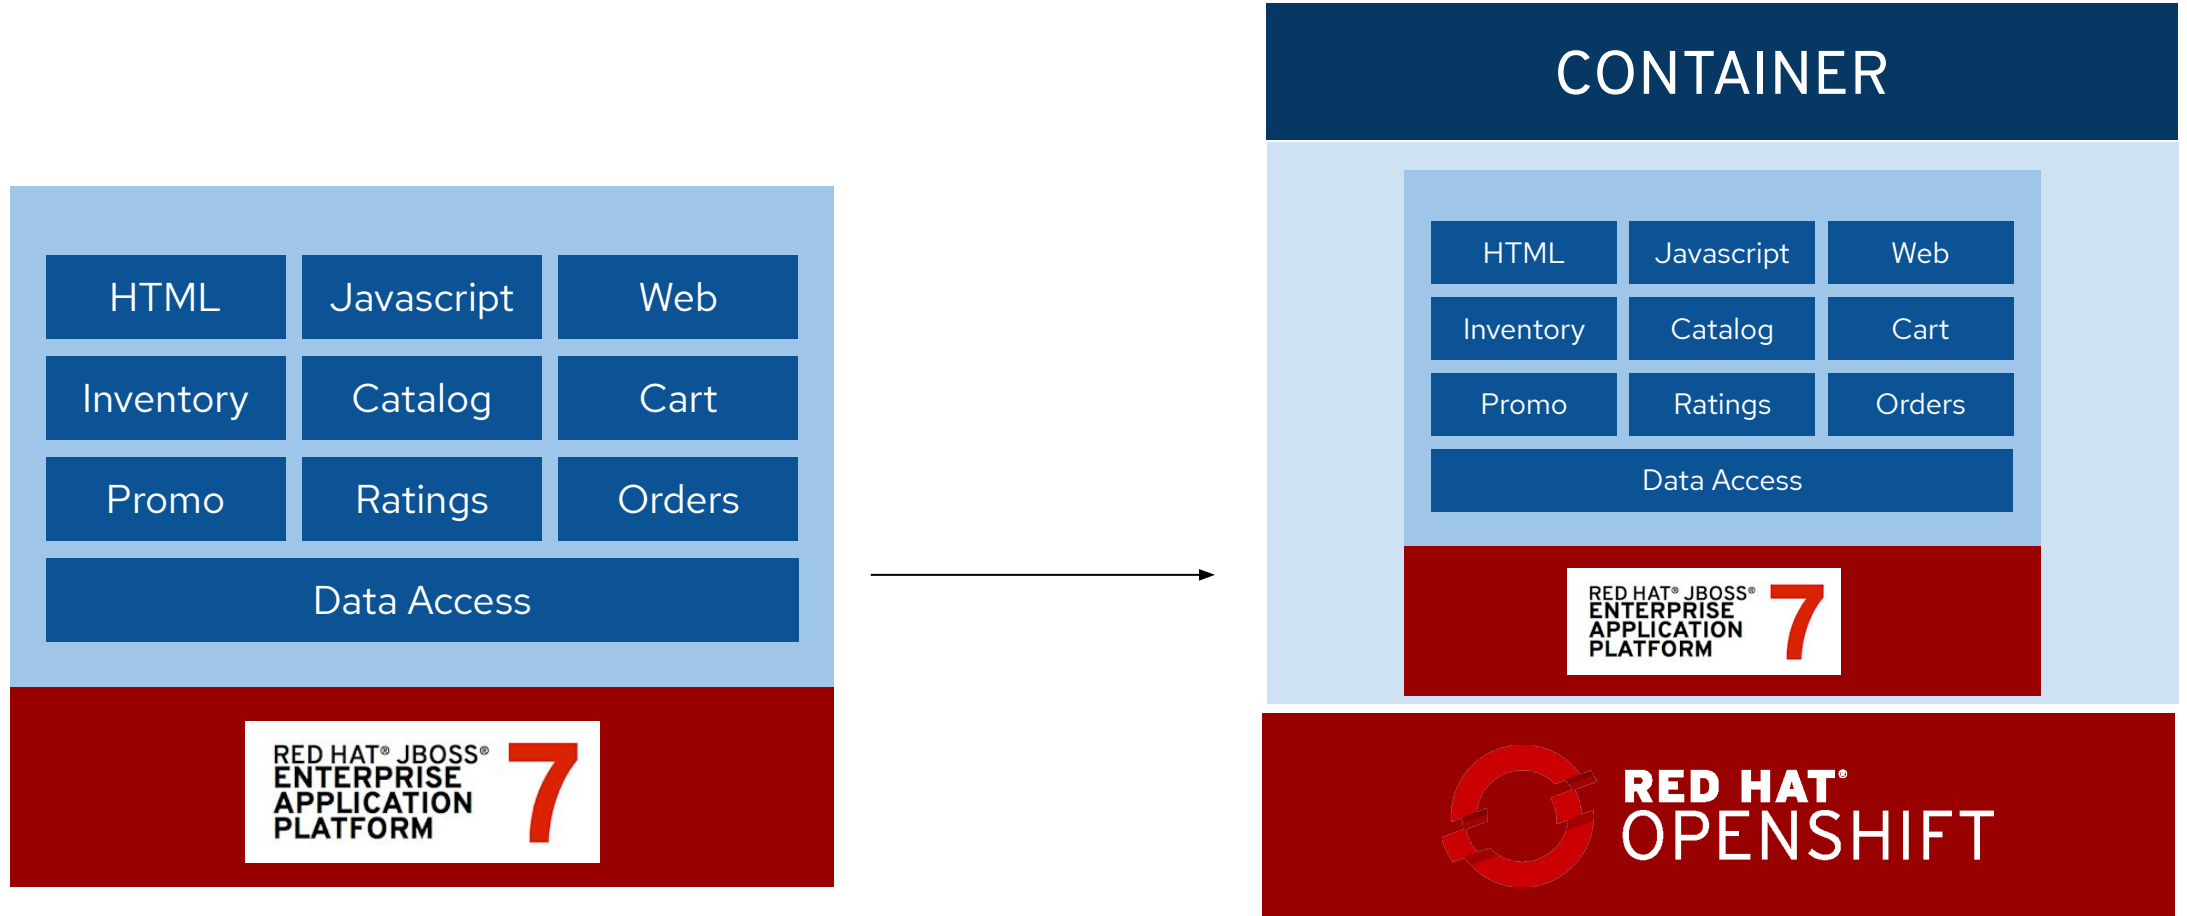 HTML
Javascript
Web
Inventory
Catalog
Cart
Promo
Ratings
Orders
Data Access
RED HAT® JBOSS®
ENTERPRISE
APPLICATION
PLATFORM
7
CONTAINER
HTML
Javascript
Web
Inventory
Catalog
Cart
Promo
Ratings
Orders
Data Access
RED HAT® JBOSS®
ENTERPRISE
APPLICATION
PLATFORM
7
RED HAT®
OPENSHIFT